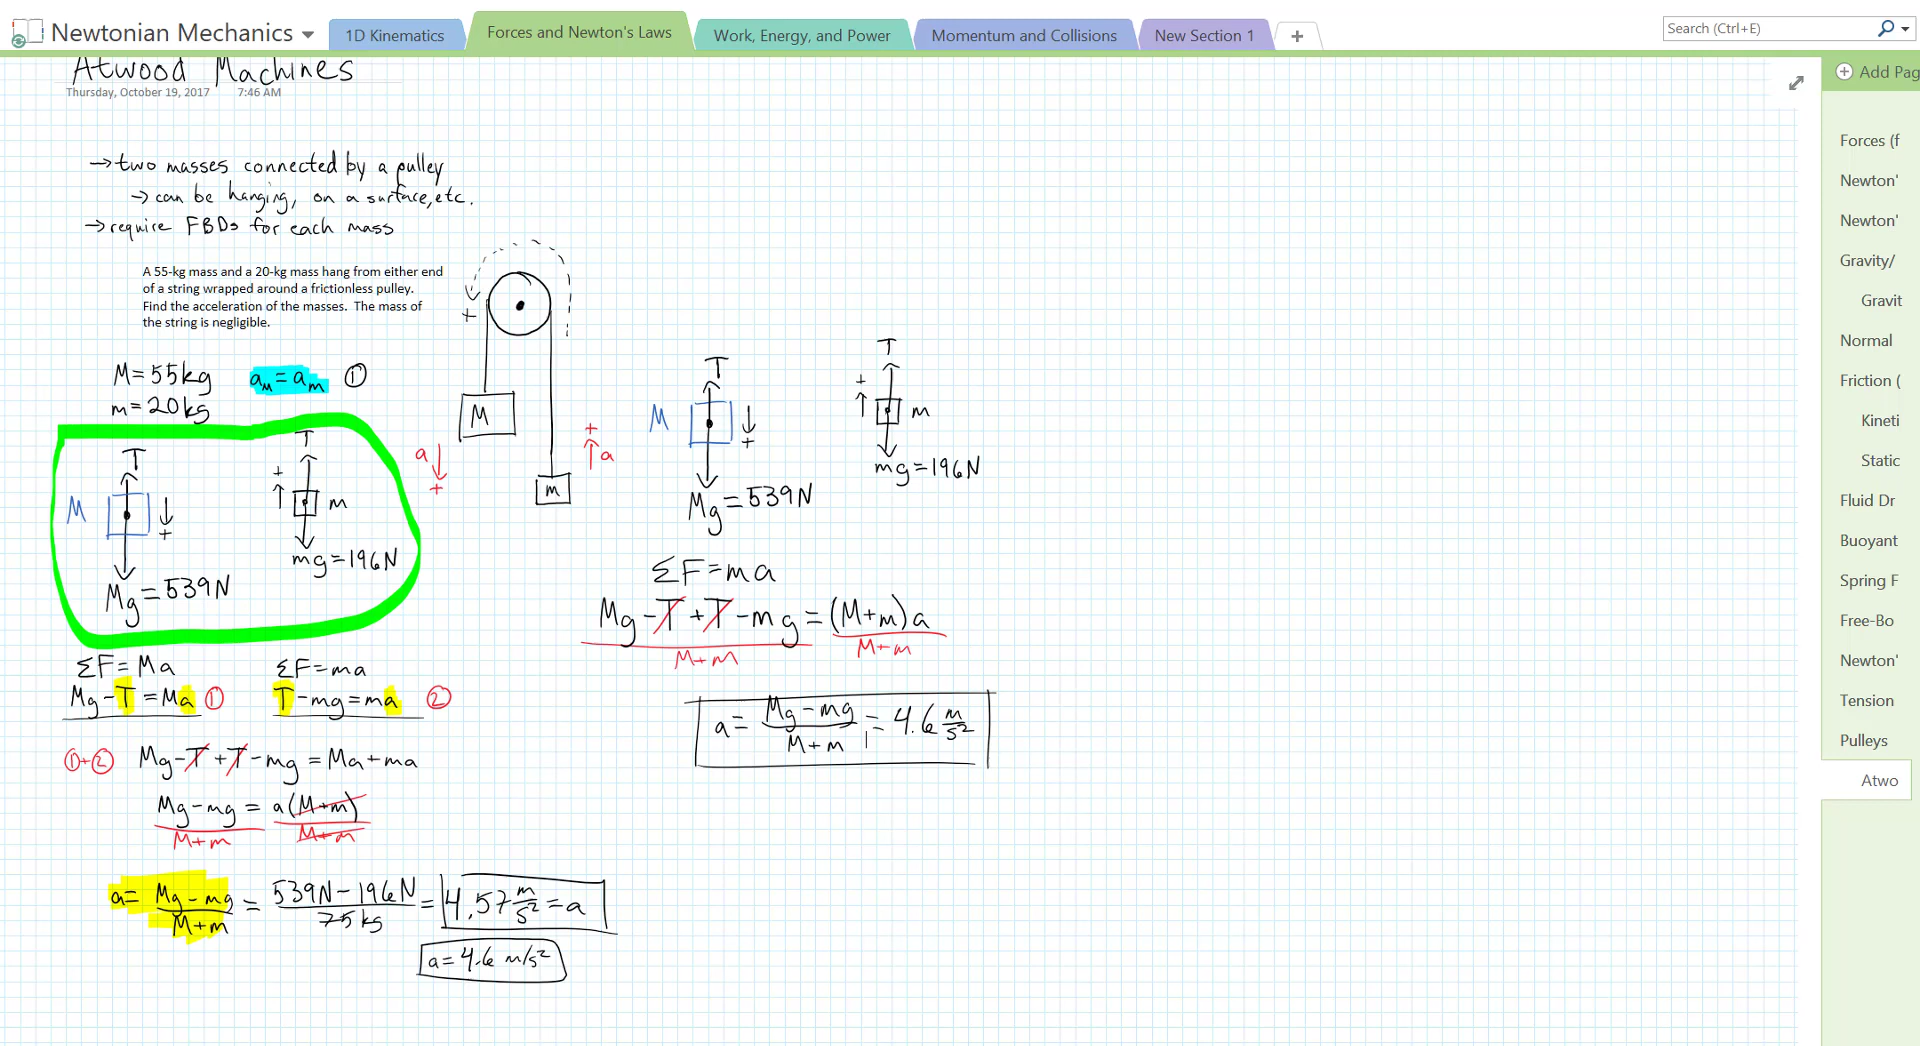 Newtonian Mechanics
1D Kinematics
Forces and Newton's Laws
Work, Energy, and Power
Momentum and Collisions
New Section 1
+
Search (Ctrl+E)
Atwood Machines
Thursday, October 19, 2017 7:46 AM
→ two masses connected by a pulley
→ can be hanging, on a surface, etc.
→ require FBDs for each mass
A 55-kg mass and a 20-kg mass hang from either end
of a string wrapped around a frictionless pulley.
Find the acceleration of the masses. The mass of
the string is negligible.
M = 55kg a_M = a_m ①
m = 20kg
T
M
↓
+
Mg = 539N
T
+
↑
m
mg = 196N
+
M
m
a ↓
+
+
↑ a
T
M
↓
+
Mg = 539N
T
+
↑
m
mg = 196N
ΣF = Ma
Mg - T = Ma ①
ΣF = ma
T - mg = ma ②
①+② Mg - T + T - mg = Ma + ma
Mg - mg = a(M+m)
M+m M+m
a = (Mg - mg)/(M+m) = (539N - 196N)/(75kg) = 4.57 m/s² = a
a = 4.6 m/s²
ΣF = ma
Mg - T + T - mg = (M+m)a
M+m M+m
a = (Mg - mg)/(M+m) = 4.6 m/s²
Add Pag
Forces (f
Newton'
Newton'
Gravity/
Gravit
Normal
Friction (
Kineti
Static
Fluid Dr
Buoyant
Spring F
Free-Bo
Newton'
Tension
Pulleys
Atwo